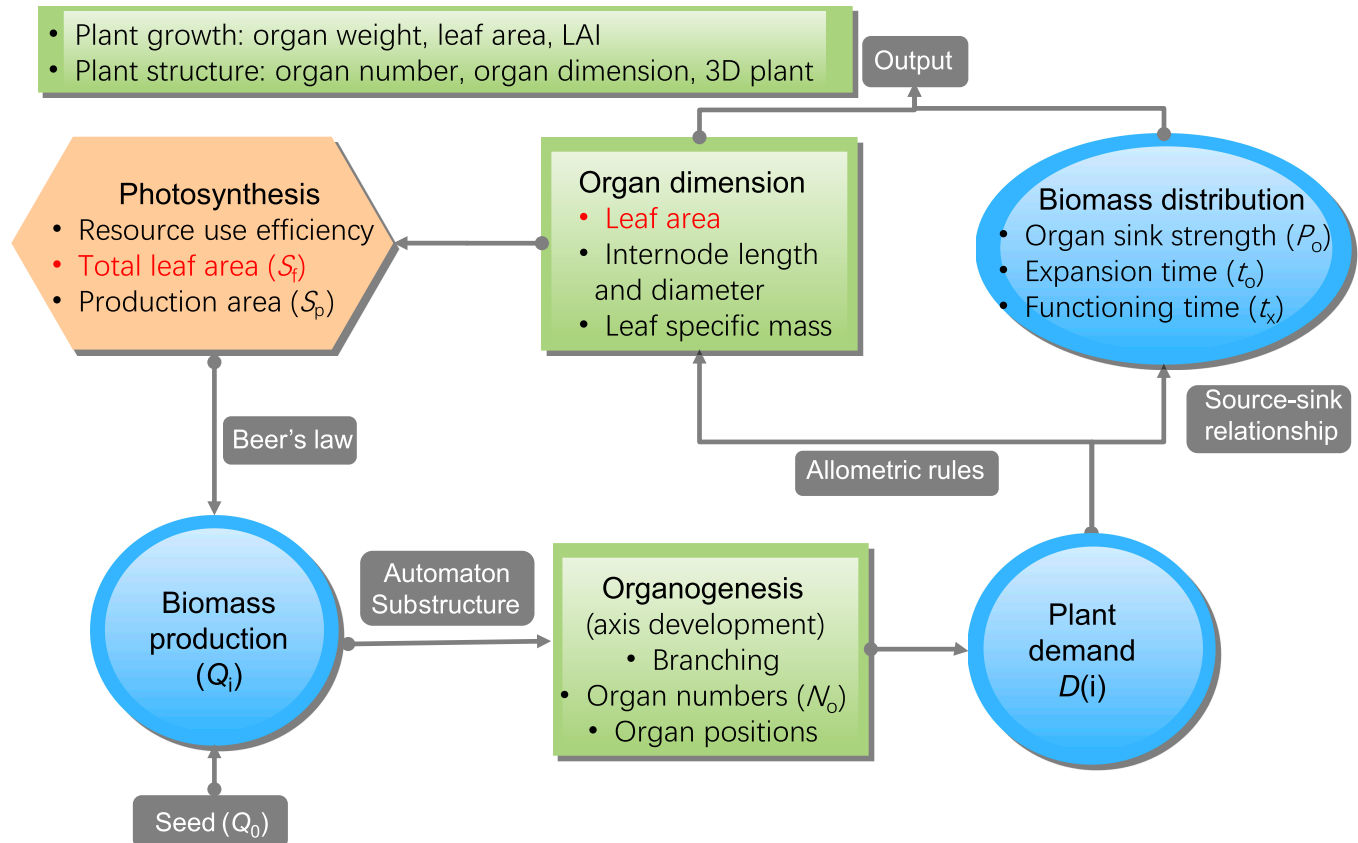 • Plant growth: organ weight, leaf area, LAI
• Plant structure: organ number, organ dimension, 3D plant
Output
Photosynthesis
• Resource use efficiency
• Total leaf area (Sf)
• Production area (Sp)
Organ dimension
• Leaf area
• Internode length
and diameter
• Leaf specific mass
Biomass distribution
• Organ sink strength (Po)
• Expansion time (to)
• Functioning time (tx)
Beer's law
Allometric rules
Source-sink
relationship
Biomass
production
(Qi)
Automaton
Substructure
Organogenesis
(axis development)
• Branching
• Organ numbers (No)
• Organ positions
Plant
demand
D(i)
Seed (Q0)